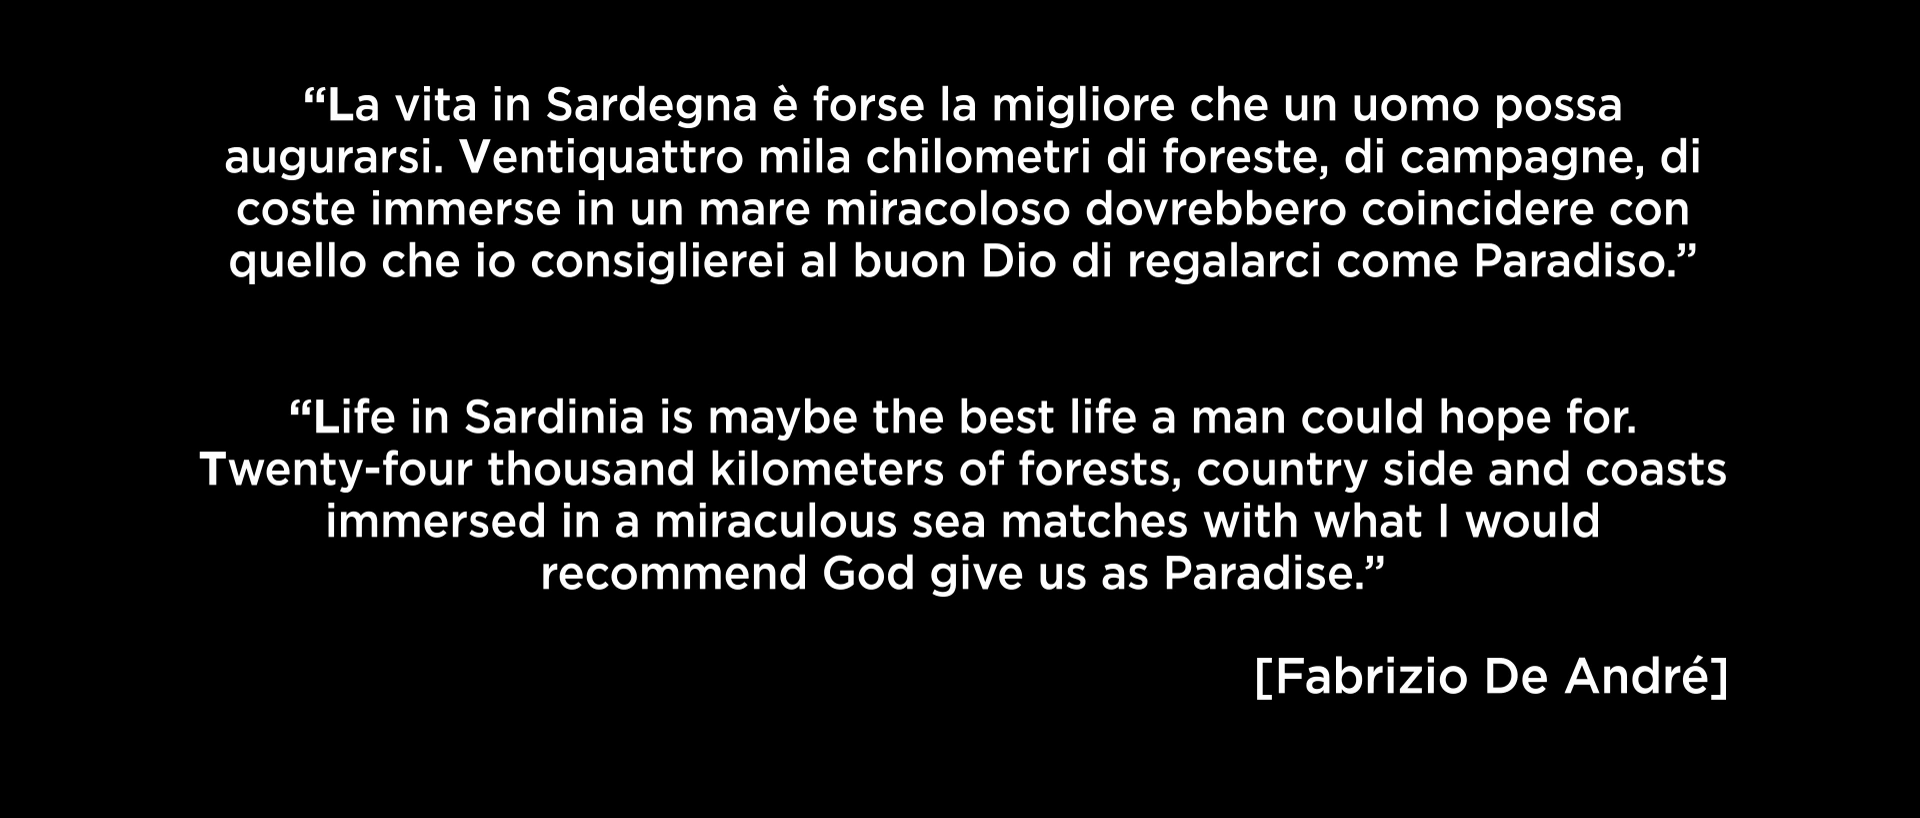 “La vita in Sardegna è forse la migliore che un uomo possa
augurarsi. Ventiquattro mila chilometri di foreste, di campagne, di
coste immerse in un mare miracoloso dovrebbero coincidere con
quello che io consiglierei al buon Dio di regalarci come Paradiso.”
“Life in Sardinia is maybe the best life a man could hope for.
Twenty-four thousand kilometers of forests, country side and coasts
immersed in a miraculous sea matches with what I would
recommend God give us as Paradise.”
[Fabrizio De André]